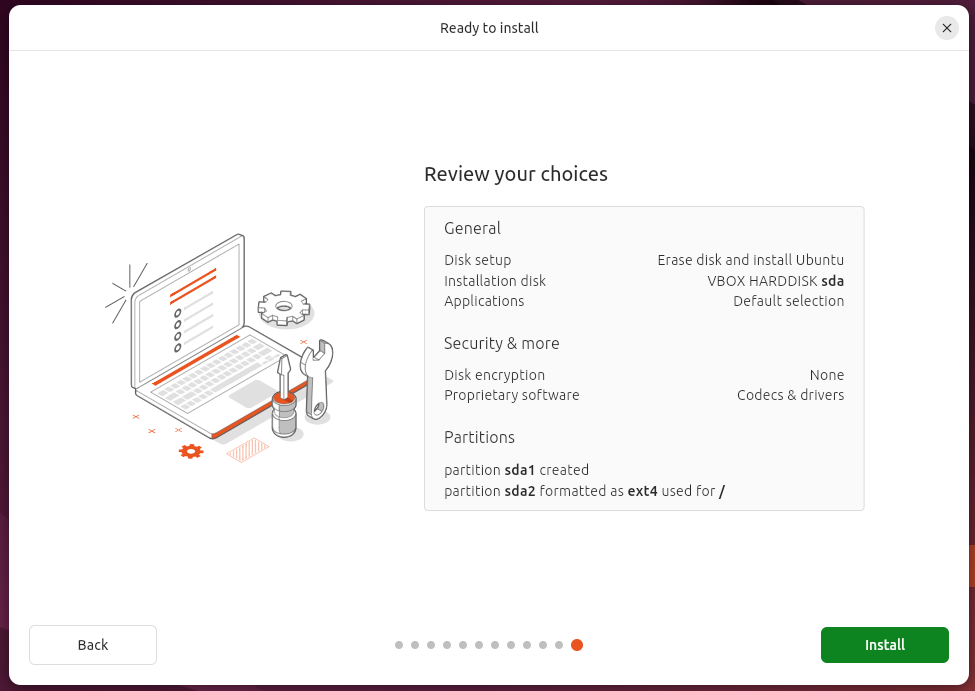 Ready to install
Review your choices
General
Disk setup Erase disk and install Ubuntu
Installation disk VBOX HARDDISK sda
Applications Default selection
Security & more
Disk encryption None
Proprietary software Codecs & drivers
Partitions
partition sda1 created
partition sda2 formatted as ext4 used for /
Back Install